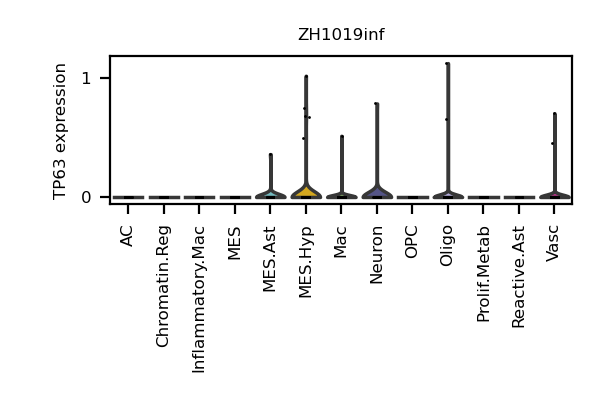 ZH1019inf
TP63 expression
1
0
AC
Chromatin.Reg
Inflammatory.Mac
MES
MES.Ast
MES.Hyp
Mac
Neuron
OPC
Oligo
Prolif.Metab
Reactive.Ast
Vasc